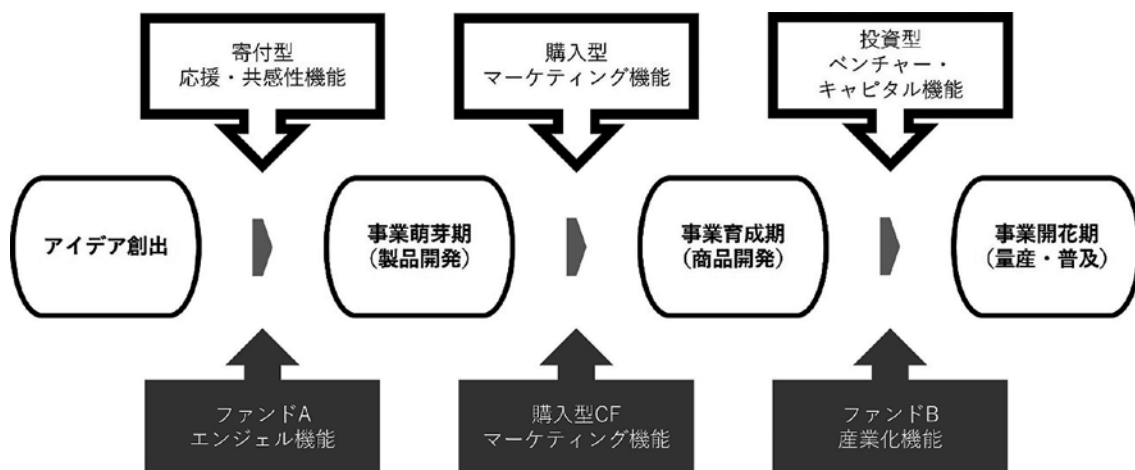 寄付型
応援・共感性機能
購入型
マーケティング機能
投資型
ベンチャー・
キャピタル機能
アイデア創出
事業萌芽期
（製品開発）
事業育成期
（商品開発）
事業開花期
（量産・普及）
ファンドA
エンジェル機能
購入型CF
マーケティング機能
ファンドB
産業化機能